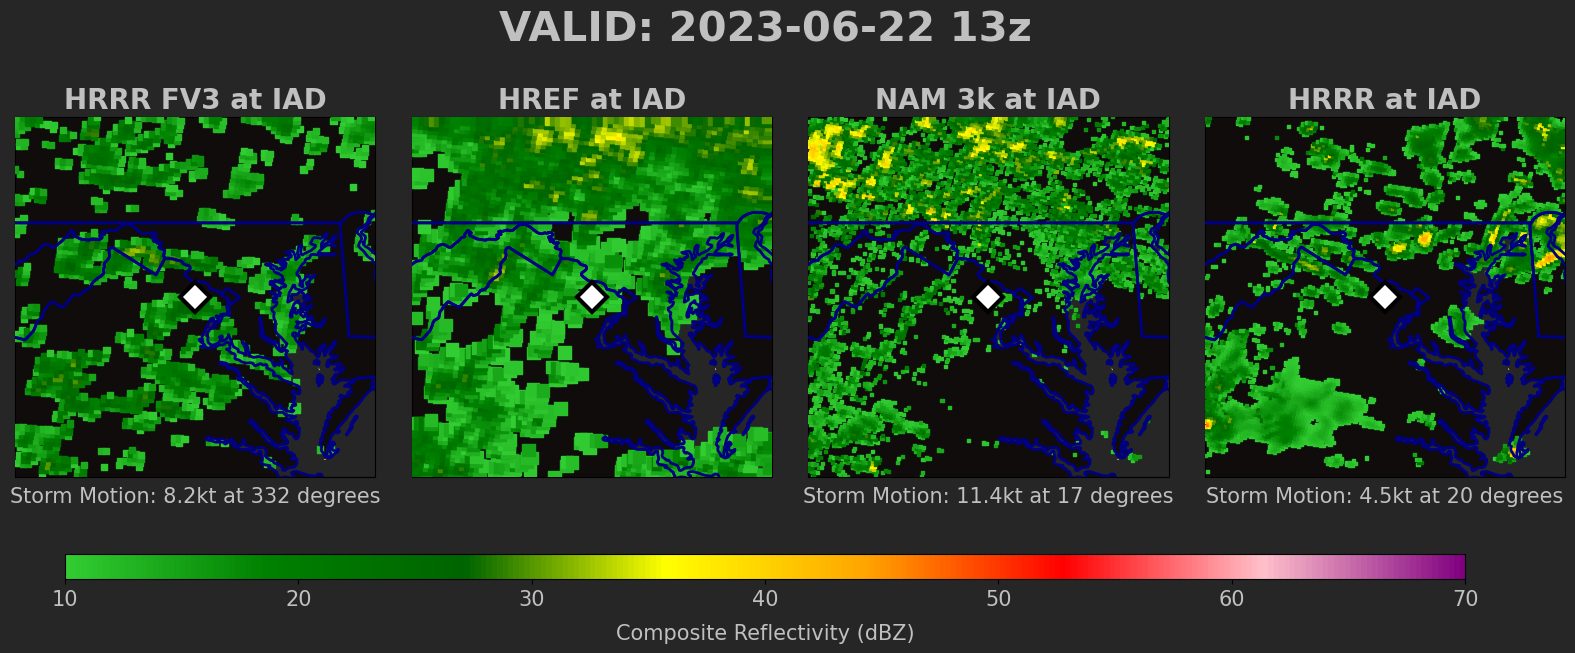 VALID: 2023-06-22 13z
HRRR FV3 at IAD
HREF at IAD
NAM 3k at IAD
HRRR at IAD
Storm Motion: 8.2kt at 332 degrees
Storm Motion: 11.4kt at 17 degrees
Storm Motion: 4.5kt at 20 degrees
10 20 30 40 50 60 70
Composite Reflectivity (dBZ)